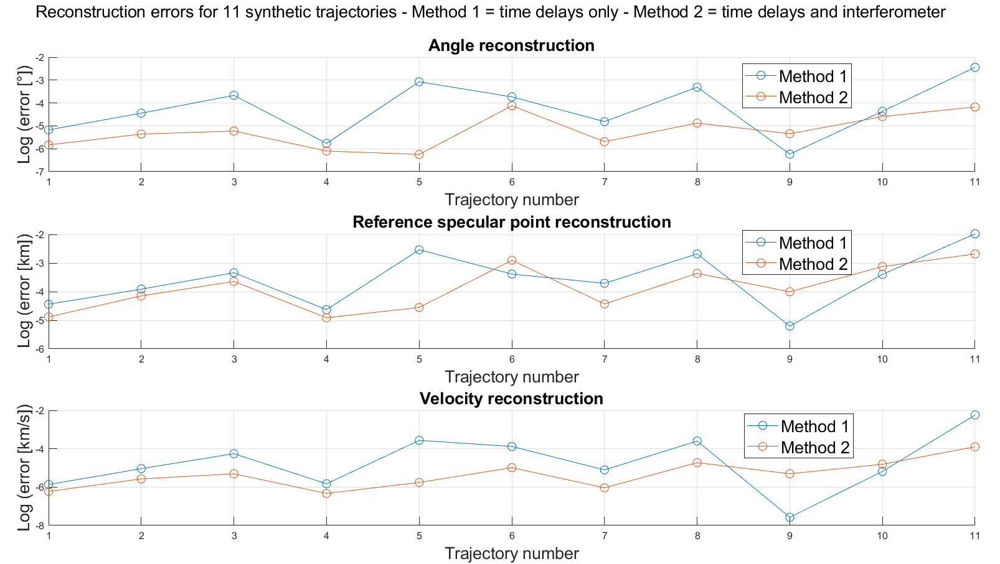 Reconstruction errors for 11 synthetic trajectories - Method 1 = time delays only - Method 2 = time delays and interferometer
Angle reconstruction
Log (error [°])
-2
-3
-4
-5
-6
-7
Method 1
Method 2
1 2 3 4 5 6 7 8 9 10 11
Trajectory number
Reference specular point reconstruction
Log (error [km])
-2
-3
-4
-5
-6
Method 1
Method 2
1 2 3 4 5 6 7 8 9 10 11
Trajectory number
Velocity reconstruction
Log (error [km/s])
-2
-4
-6
-8
Method 1
Method 2
1 2 3 4 5 6 7 8 9 10 11
Trajectory number